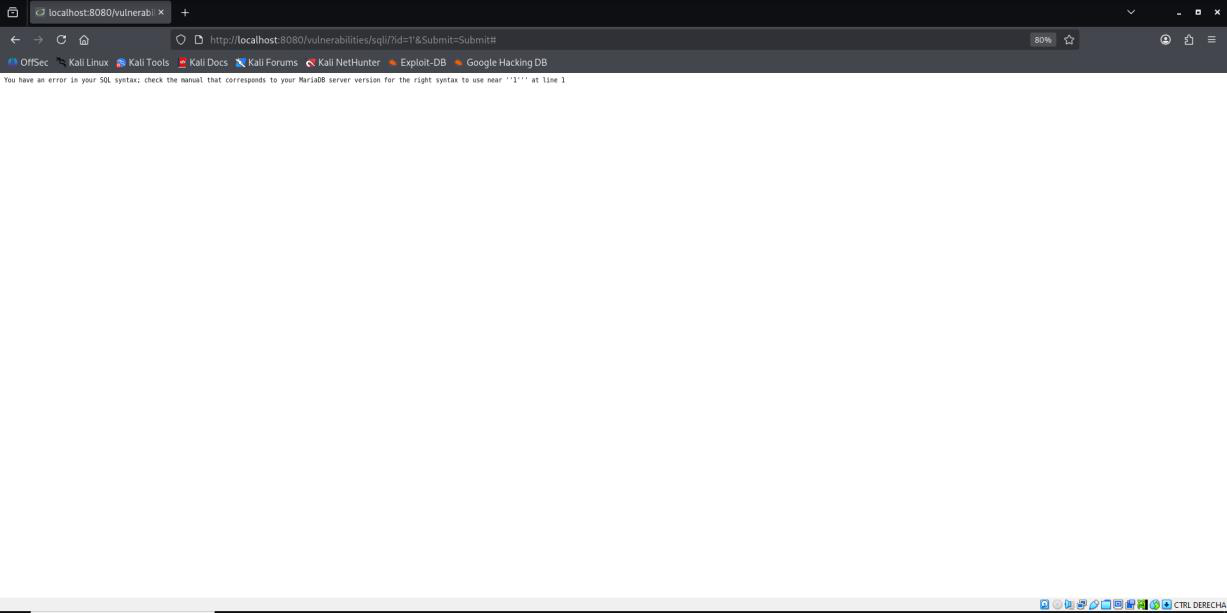 localhost:8080/vulnerabil
http://localhost:8080/vulnerabilities/sqli/?id=1'&Submit=Submit#
80%
OffSec Kali Linux Kali Tools Kali Docs Kali Forums Kali NetHunter Exploit-DB Google Hacking DB
You have an error in your SQL syntax; check the manual that corresponds to your MariaDB server version for the right syntax to use near ''1''' at line 1
CTRL DERECHA